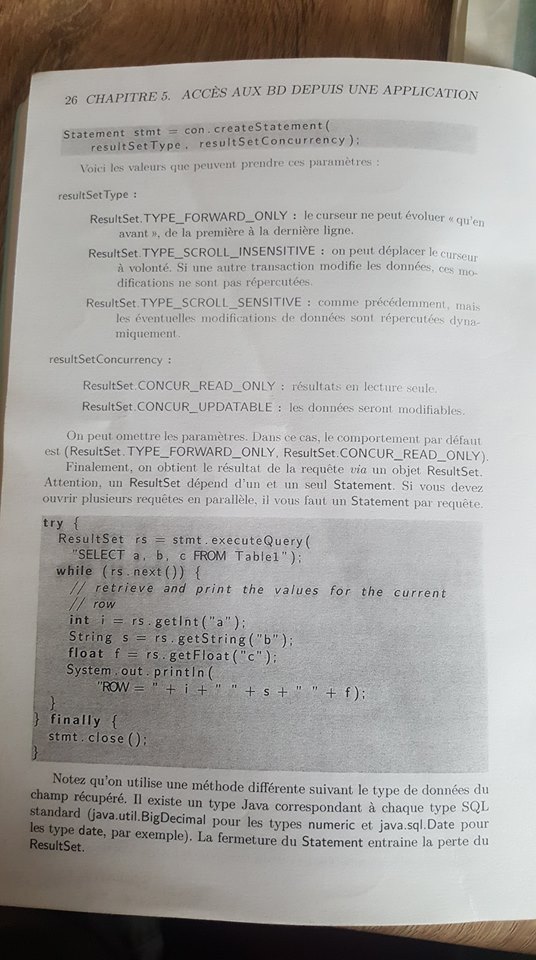 26 CHAPITRE 5. ACCÈS AUX BD DEPUIS UNE APPLICATION
Statement stmt = con.createStatement(
resultSetType, resultSetConcurrency);
Voici les valeurs que peuvent prendre ces paramètres :
resultSetType :
ResultSet.TYPE_FORWARD_ONLY : le curseur ne peut évoluer « qu'en
avant », de la première à la dernière ligne.
ResultSet.TYPE_SCROLL_INSENSITIVE : on peut déplacer le curseur
à volonté. Si une autre transaction modifie les données, ces mo-
difications ne sont pas répercutées.
ResultSet.TYPE_SCROLL_SENSITIVE : comme précédemment, mais
les éventuelles modifications de données sont répercutées dyna-
miquement.
resultSetConcurrency :
ResultSet.CONCUR_READ_ONLY : résultats en lecture seule.
ResultSet.CONCUR_UPDATABLE : les données seront modifiables.
On peut omettre les paramètres. Dans ce cas, le comportement par défaut
est (ResultSet.TYPE_FORWARD_ONLY, ResultSet.CONCUR_READ_ONLY).
Finalement, on obtient le résultat de la requête via un objet ResultSet.
Attention, un ResultSet dépend d'un et un seul Statement. Si vous devez
ouvrir plusieurs requêtes en parallèle, il vous faut un Statement par requête.
try {
ResultSet rs = stmt.executeQuery(
"SELECT a, b, c FROM Table1");
while (rs.next()) {
// retrieve and print the values for the current
// row
int i = rs.getInt("a");
String s = rs.getString("b");
float f = rs.getFloat("c");
System.out.println(
"ROW = " + i + " " + s + " " + f);
}
} finally {
stmt.close();
}
Notez qu'on utilise une méthode différente suivant le type de données du
champ récupéré. Il existe un type Java correspondant à chaque type SQL
standard (java.util.BigDecimal pour les types numeric et java.sql.Date pour
les type date, par exemple). La fermeture du Statement entraine la perte du
ResultSet.